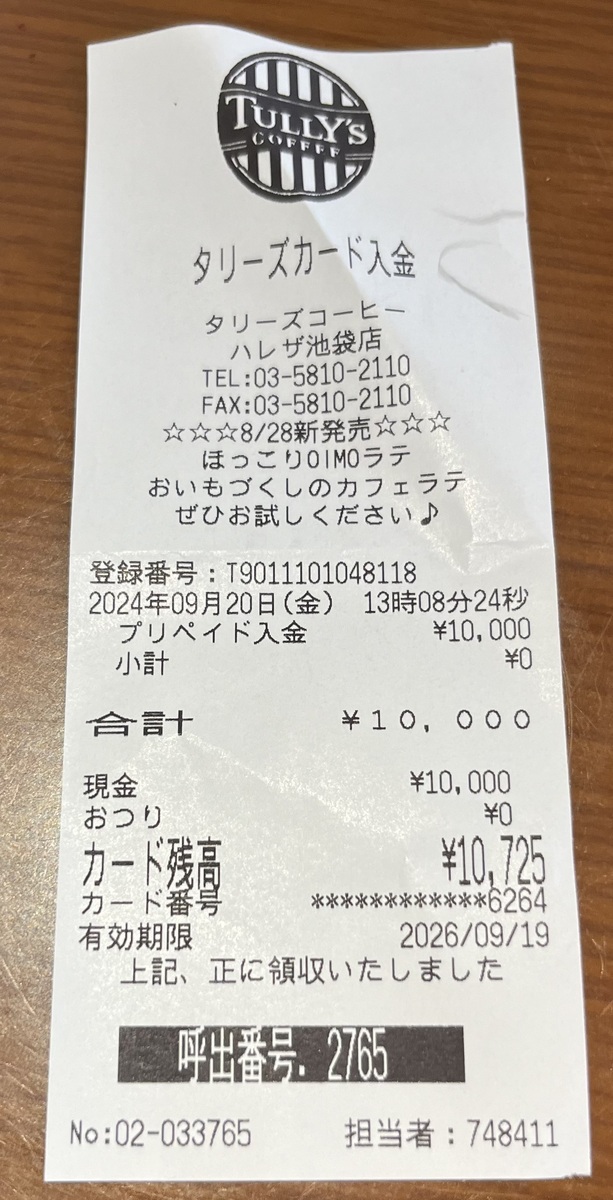 TULLY'S
COFFEE
タリーズカード入金
タリーズコーヒー
ハレザ池袋店
TEL:03-5810-2110
FAX:03-5810-2110
☆☆☆8/28新発売☆☆☆
ほっこりOIMOラテ
おいもづくしのカフェラテ
ぜひお試しください♪
登録番号:T9011101048118
2024年09月20日(金) 13時08分24秒
プリペイド入金 ¥10,000
小計 ¥0
合計 ¥10,000
現金 ¥10,000
おつり ¥0
カード残高 ¥10,725
カード番号 ************6264
有効期限 2026/09/19
上記、正に領収いたしました
呼出番号. 2765
No:02-033765 担当者:748411